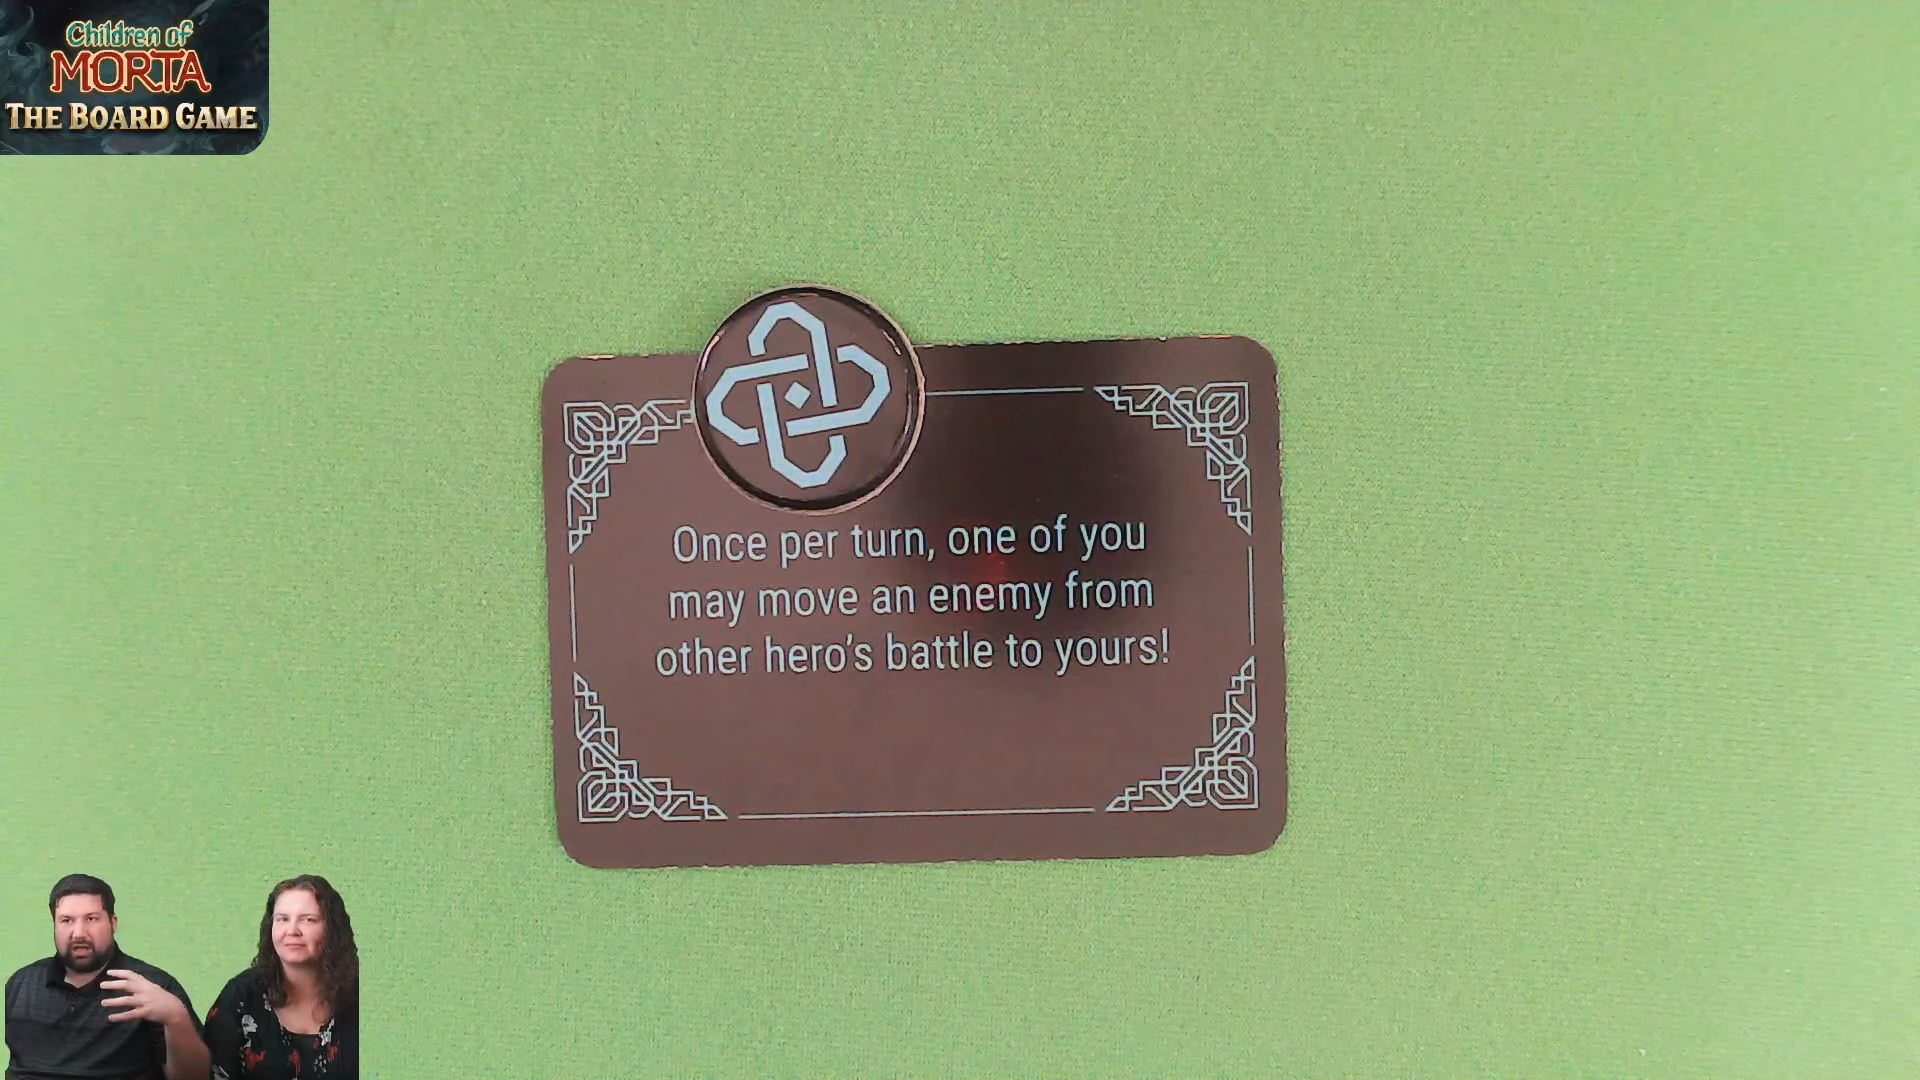 Children of
MORTA
THE BOARD GAME
Once per turn, one of you
may move an enemy from
other hero's battle to yours!